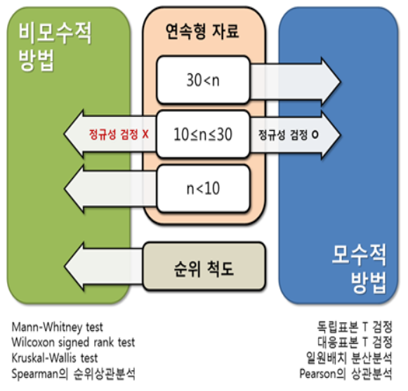 비모수적
방법
연속형 자료
30<n
정규성 검정 X
10≤n≤30
정규성 검정 O
n<10
순위 척도
모수적
방법
Mann-Whitney test
Wilcoxon signed rank test
Kruskal-Wallis test
Spearman의 순위상관분석
독립표본 T 검정
대응표본 T 검정
일원배치 분산분석
Pearson의 상관분석